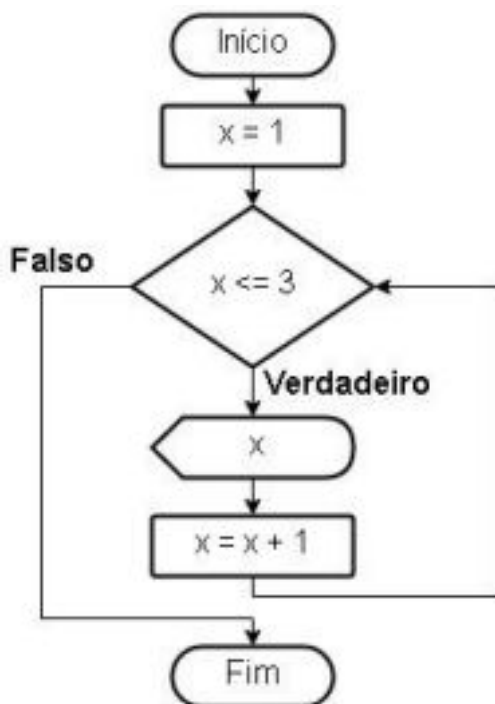 Início
x = 1
Falso
x <= 3
Verdadeiro
x
x = x + 1
Fim